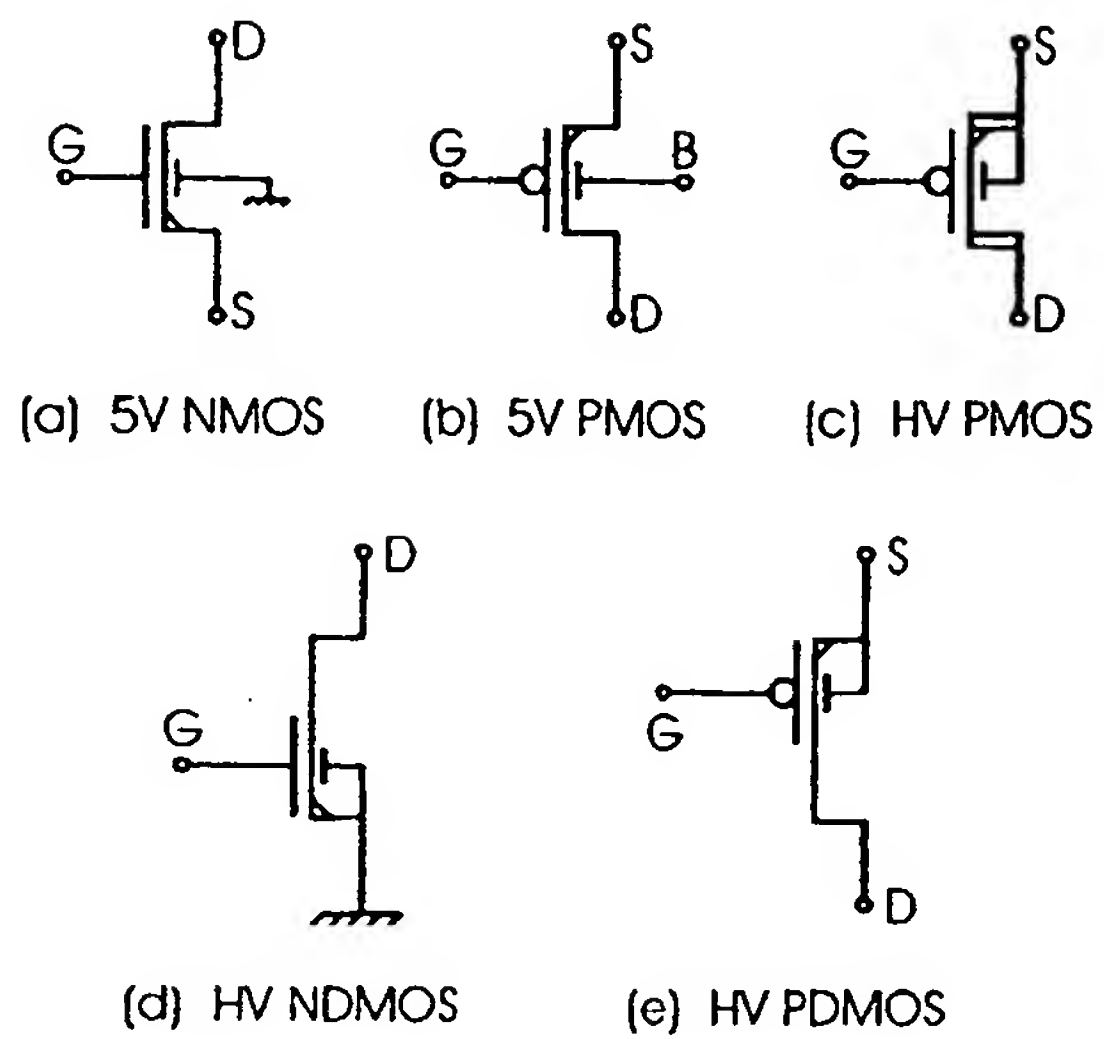 D
G
S
(a) 5V NMOS
S
G
B
D
(b) 5V PMOS
S
G
D
(c) HV PMOS
D
G
(d) HV NDMOS
S
G
D
(e) HV PDMOS